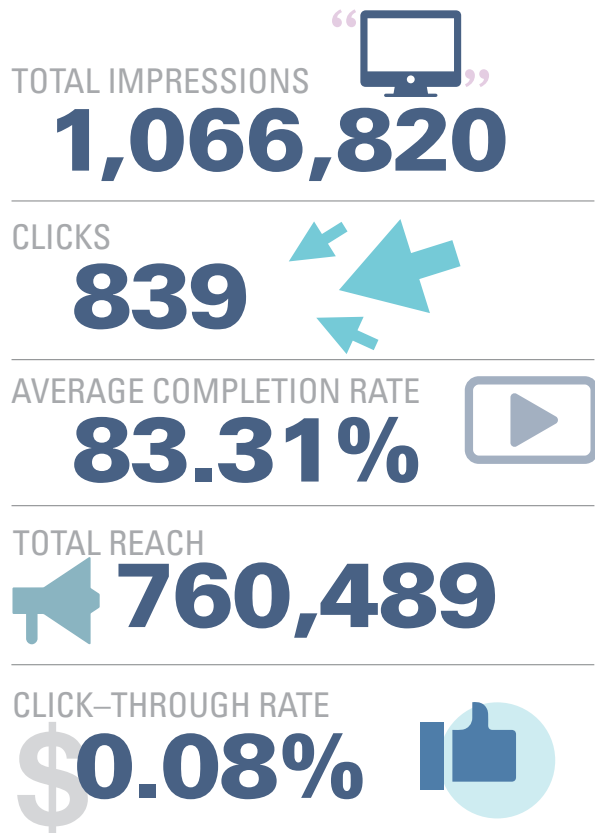 TOTAL IMPRESSIONS
1,066,820
CLICKS
839
AVERAGE COMPLETION RATE
83.31%
TOTAL REACH
760,489
CLICK–THROUGH RATE
$0.08%